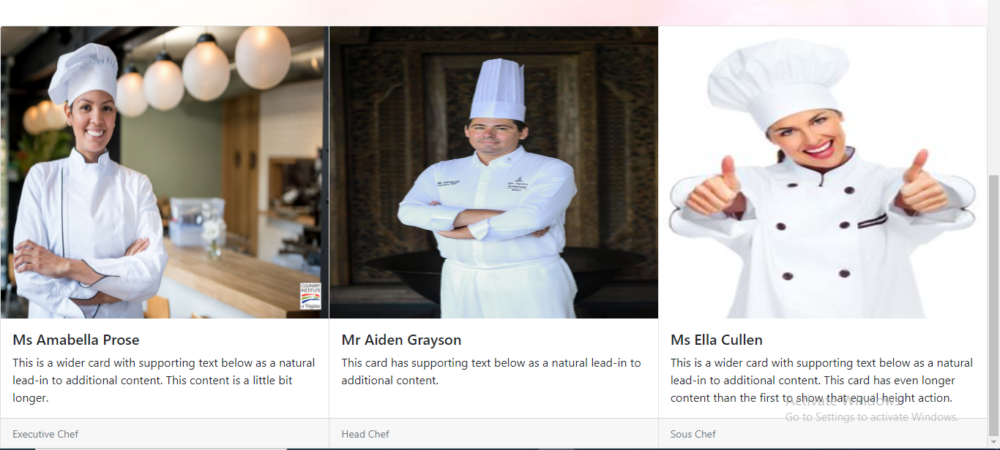 CULINARY
INSTITUTE
of Virginia
Ms Amabella Prose
This is a wider card with supporting text below as a natural
lead-in to additional content. This content is a little bit
longer.
Executive Chef
Mr Aiden Grayson
This card has supporting text below as a natural lead-in to
additional content.
Head Chef
Ms Ella Cullen
This is a wider card with supporting text below as a natural
lead-in to additional content. This card has even longer
content than the first to show that equal height action.
Sous Chef
Activate Windows
Go to Settings to activate Windows.